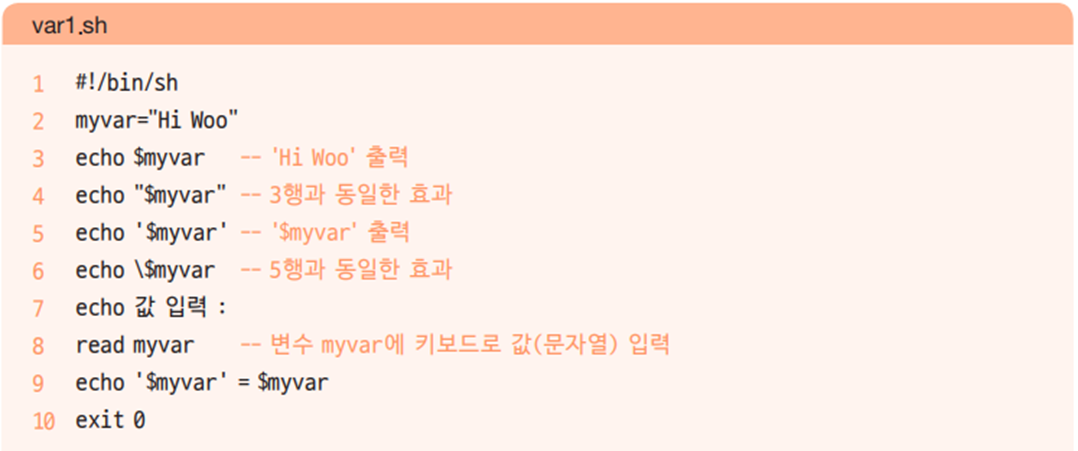 var1.sh
1 #!/bin/sh
2 myvar="Hi Woo"
3 echo $myvar -- 'Hi Woo' 출력
4 echo "$myvar" -- 3행과 동일한 효과
5 echo '$myvar' -- '$myvar' 출력
6 echo \$myvar -- 5행과 동일한 효과
7 echo 값 입력 :
8 read myvar -- 변수 myvar에 키보드로 값(문자열) 입력
9 echo '$myvar' = $myvar
10 exit 0